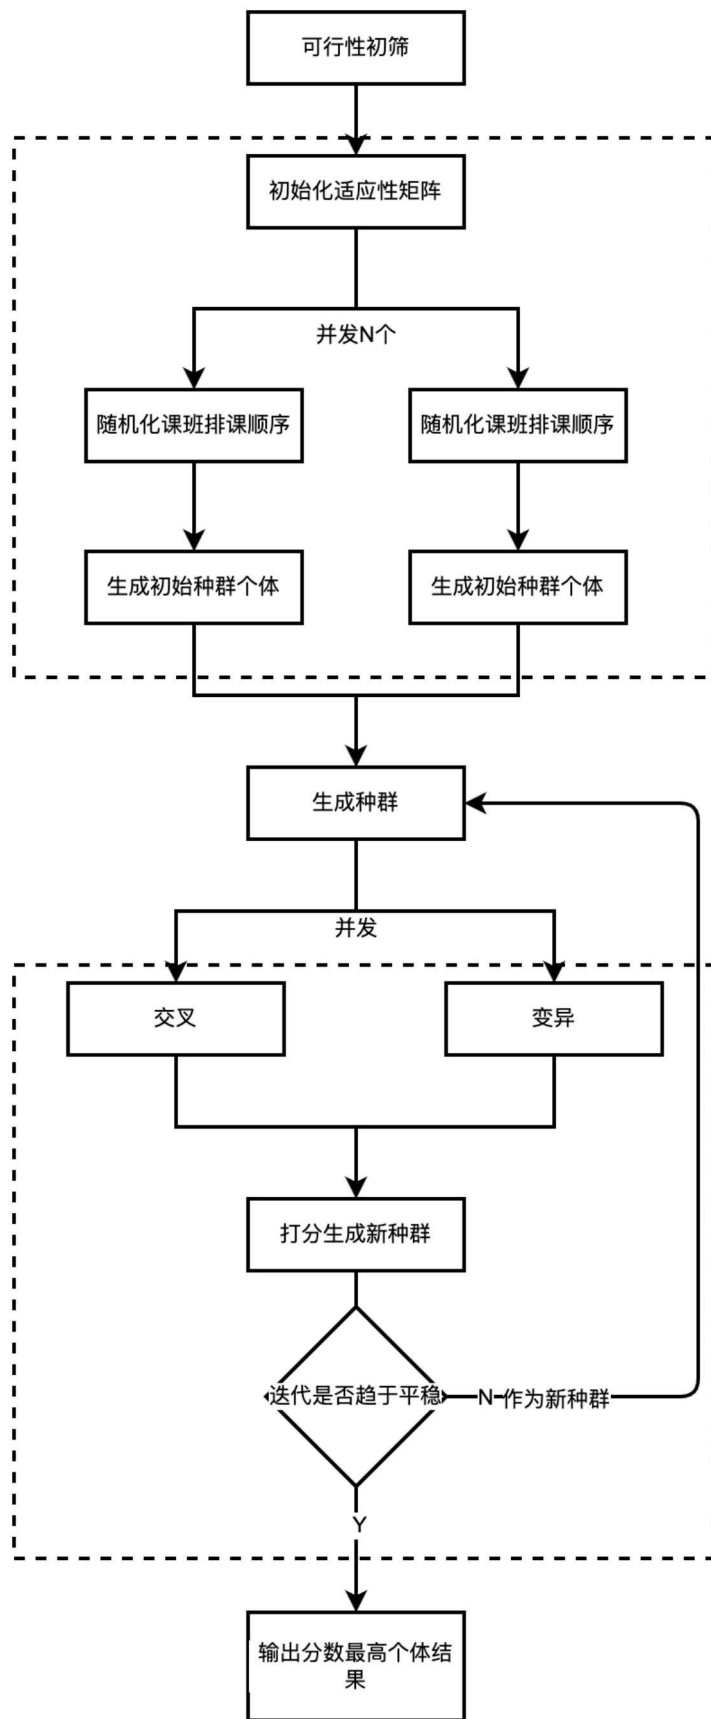 可行性初筛
初始化适应性矩阵
并发N个
随机化课班排课顺序
随机化课班排课顺序
生成初始种群个体
生成初始种群个体
生成种群
并发
交叉
变异
打分生成新种群
迭代是否趋于平稳
N
作为新种群
Y
输出分数最高个体结
果